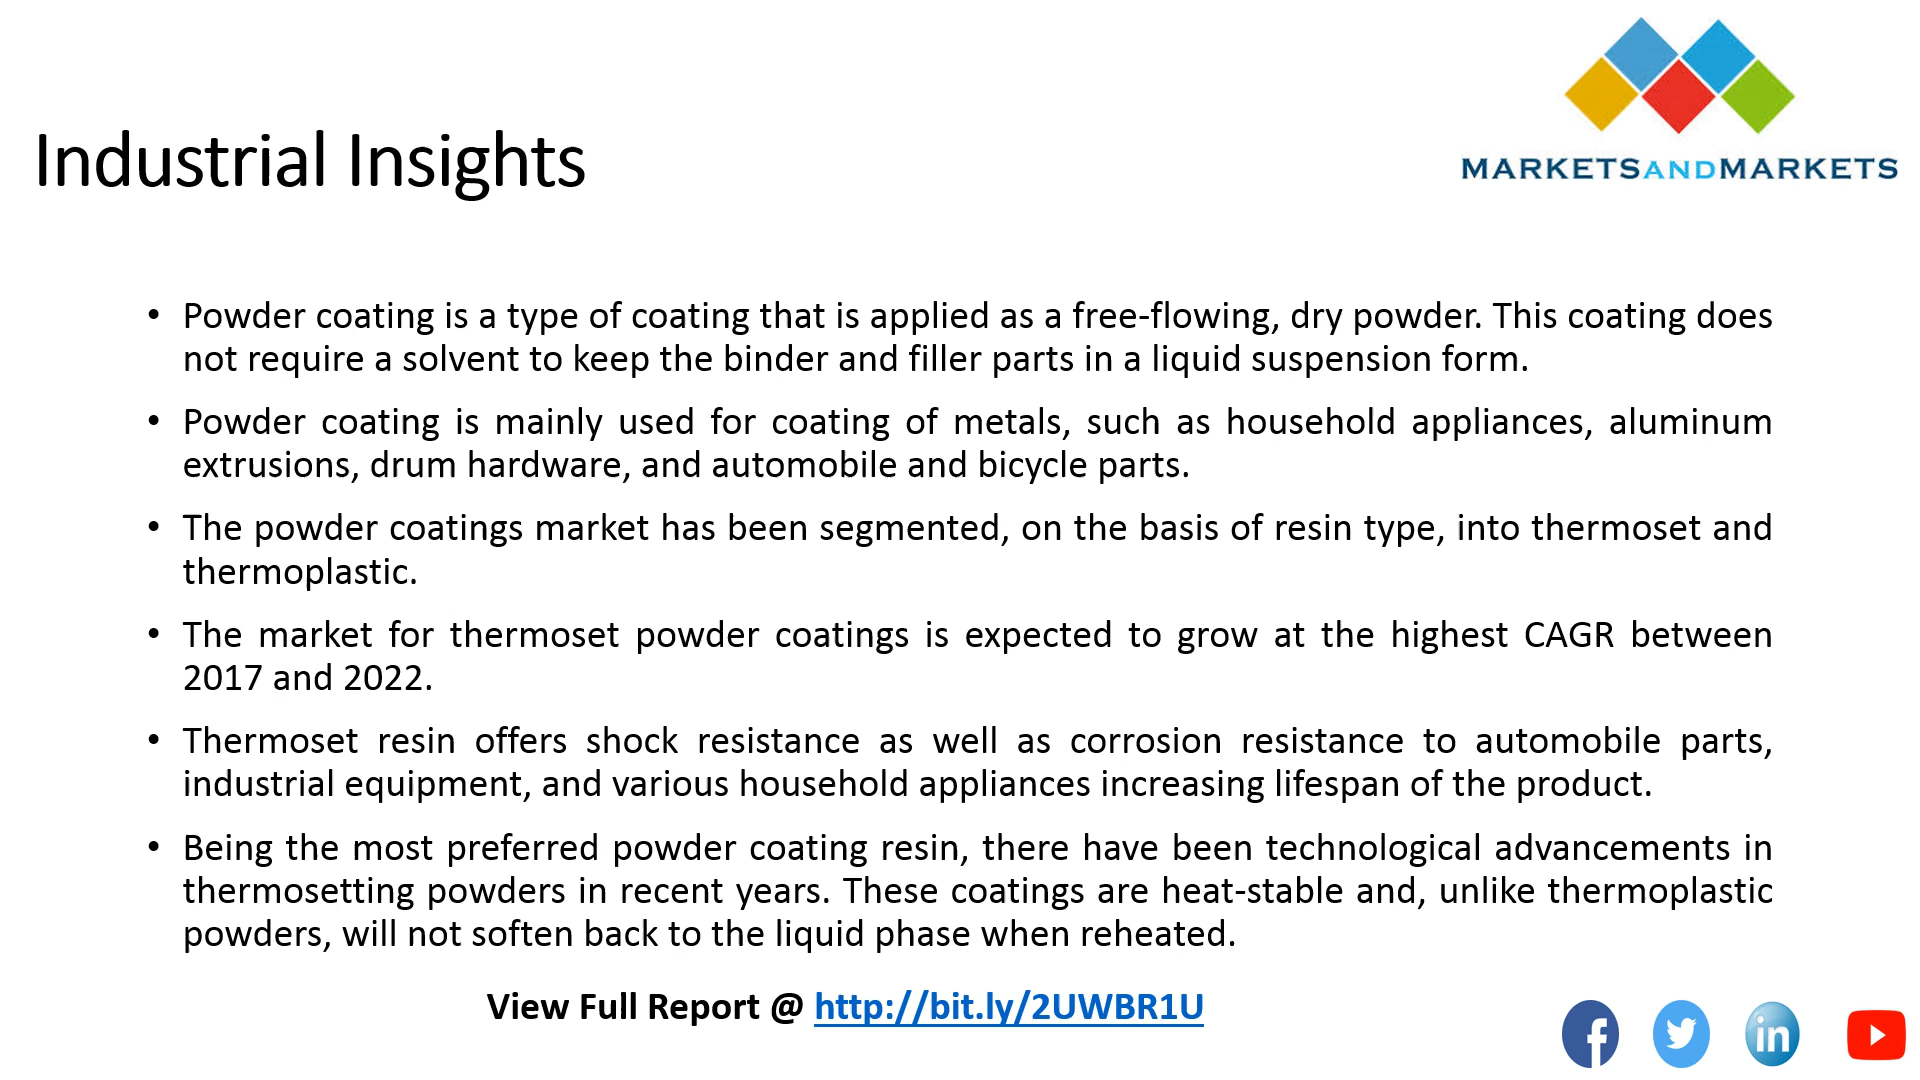 MARKETSANDMARKETS
Industrial Insights
• Powder coating is a type of coating that is applied as a free-flowing, dry powder. This coating does
not require a solvent to keep the binder and filler parts in a liquid suspension form.
• Powder coating is mainly used for coating of metals, such as household appliances, aluminum
extrusions, drum hardware, and automobile and bicycle parts.
• The powder coatings market has been segmented, on the basis of resin type, into thermoset and
thermoplastic.
• The market for thermoset powder coatings is expected to grow at the highest CAGR between
2017 and 2022.
• Thermoset resin offers shock resistance as well as corrosion resistance to automobile parts,
industrial equipment, and various household appliances increasing lifespan of the product.
• Being the most preferred powder coating resin, there have been technological advancements in
thermosetting powders in recent years. These coatings are heat-stable and, unlike thermoplastic
powders, will not soften back to the liquid phase when reheated.
View Full Report @ http://bit.ly/2UWBR1U
f
in